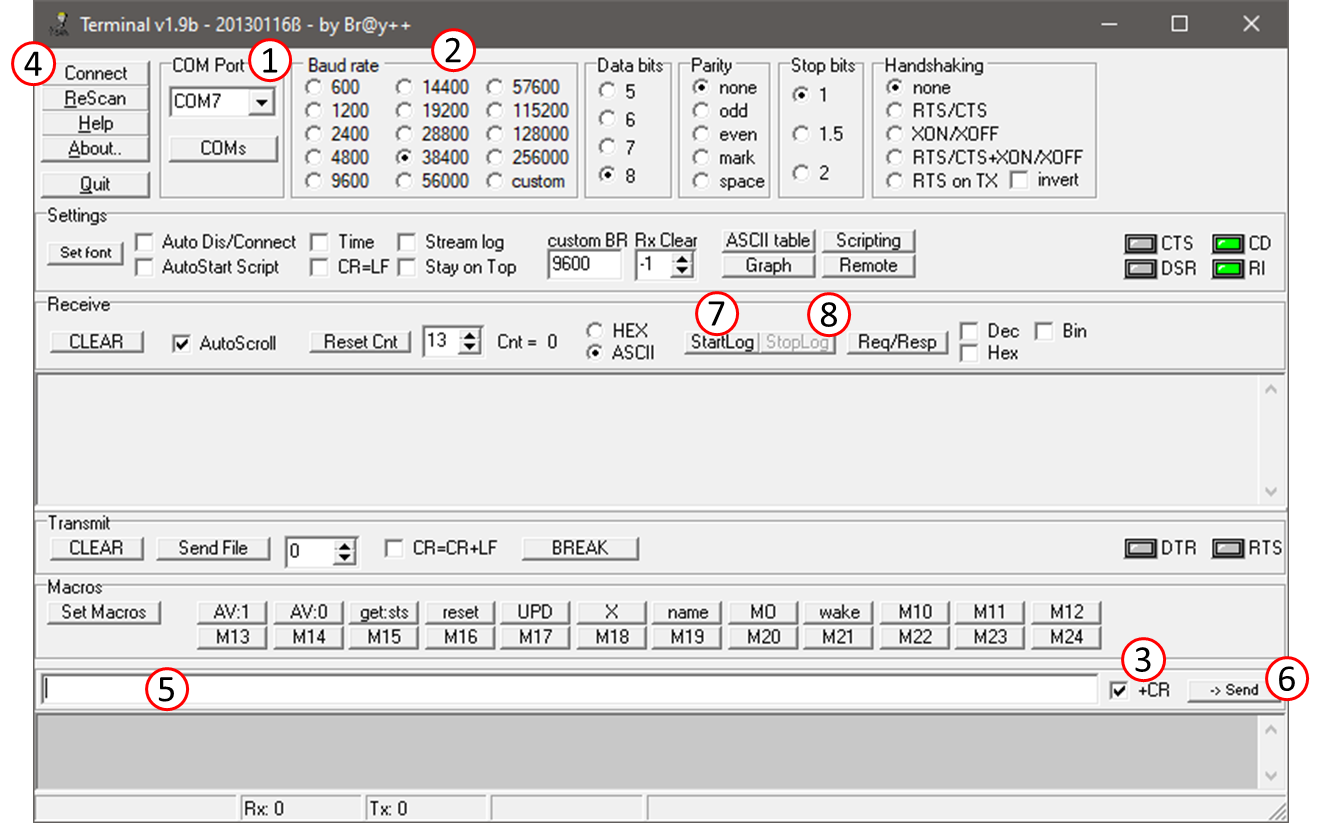 Terminal v1.9b - 20130116ß - by Br@y++
4 Connect
ReScan
Help
About..
Quit
COM Port 1
COM7
COMs
Baud rate 2
600 14400 57600
1200 19200 115200
2400 28800 128000
4800 38400 256000
9600 56000 custom
Data bits
5
6
7
8
Parity
none
odd
even
mark
space
Stop bits
1
1.5
2
Handshaking
none
RTS/CTS
XON/XOFF
RTS/CTS+XON/XOFF
RTS on TX invert
Settings
Set font
Auto Dis/Connect Time Stream log
AutoStart Script CR=LF Stay on Top
custom BR Rx Clear
9600 -1
ASCII table Scripting
Graph Remote
CTS CD
DSR RI
Receive
7 8
CLEAR AutoScroll Reset Cnt 13 Cnt = 0
HEX
ASCII
StartLog StopLog Req/Resp
Dec Bin
Hex
Transmit
CLEAR Send File 0 CR=CR+LF BREAK DTR RTS
Macros
Set Macros AV:1 AV:0 get:sts reset UPD X name MO wake M10 M11 M12
M13 M14 M15 M16 M17 M18 M19 M20 M21 M22 M23 M24
3
5 +CR -> Send 6
Rx: 0 Tx: 0